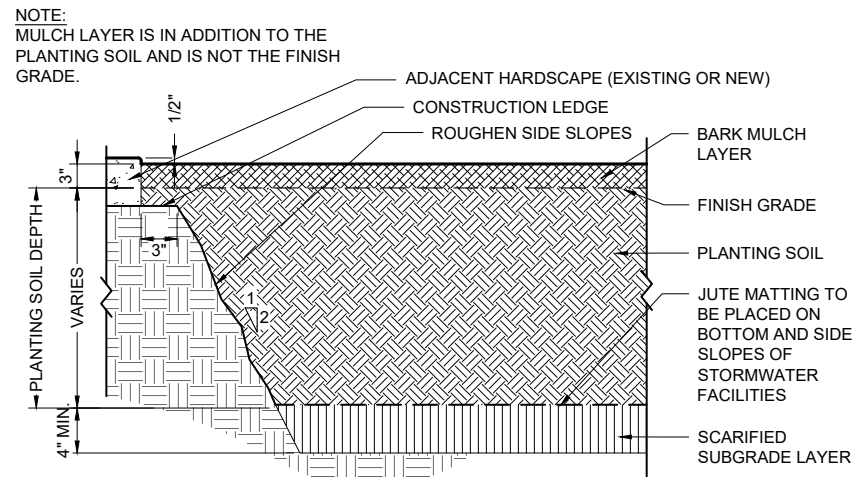 NOTE:
MULCH LAYER IS IN ADDITION TO THE
PLANTING SOIL AND IS NOT THE FINISH
GRADE.
ADJACENT HARDSCAPE (EXISTING OR NEW)
CONSTRUCTION LEDGE
ROUGHEN SIDE SLOPES
1/2"
BARK MULCH
LAYER
3"
FINISH GRADE
3"
PLANTING SOIL
PLANTING SOIL DEPTH
VARIES
1
2
JUTE MATTING TO
BE PLACED ON
BOTTOM AND SIDE
SLOPES OF
STORMWATER
FACILITIES
4" MIN.
SCARIFIED
SUBGRADE LAYER